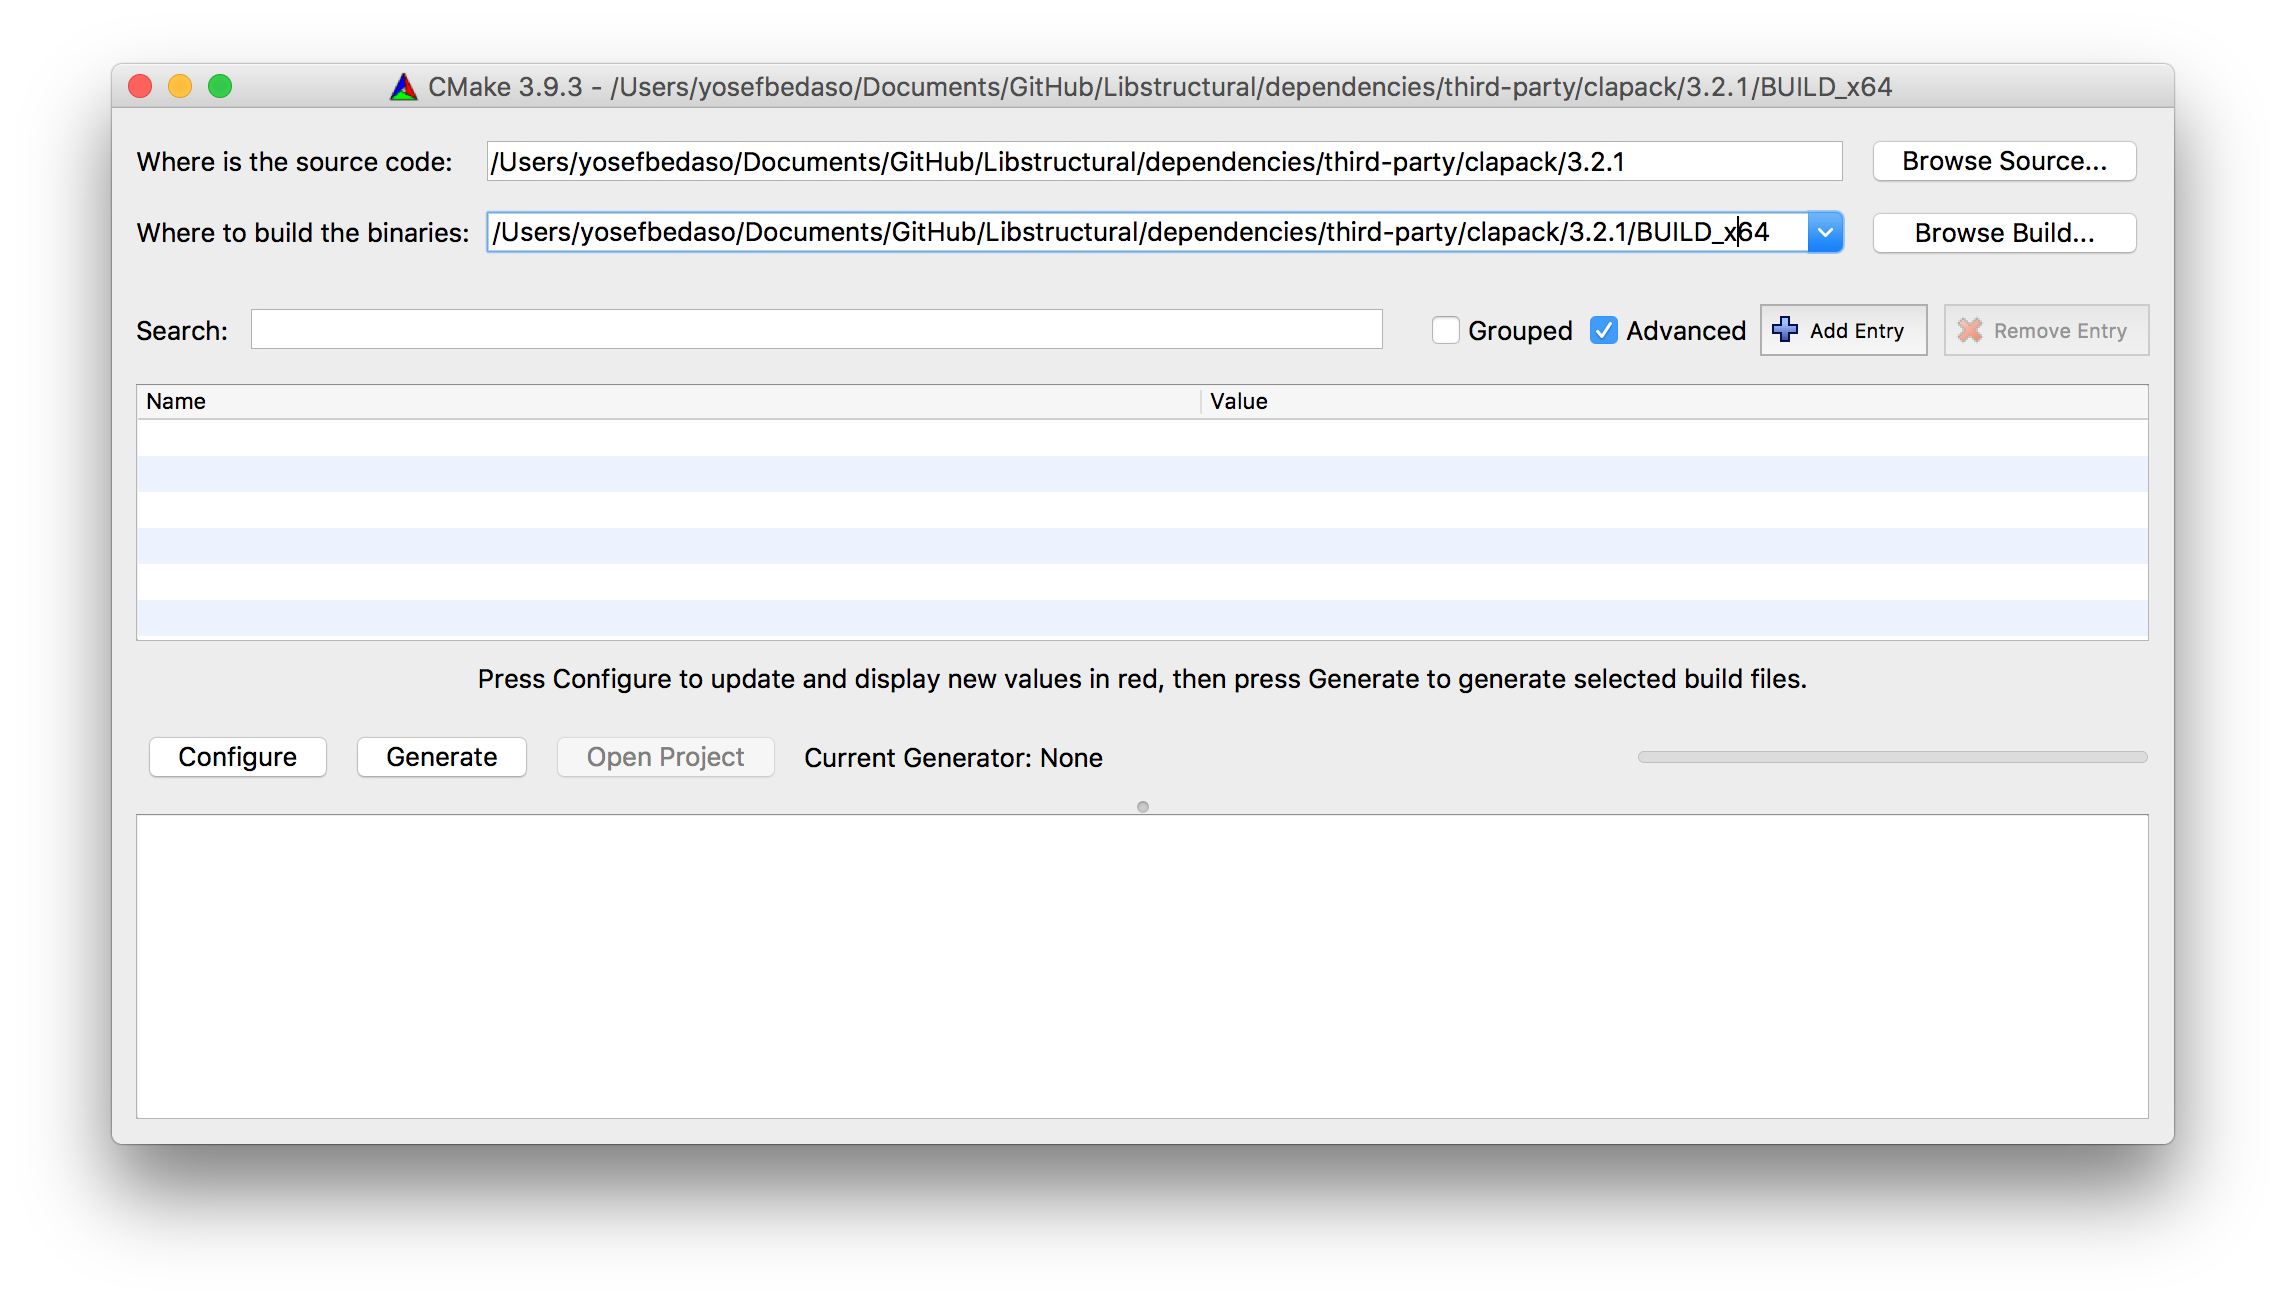 CMake 3.9.3 - /Users/yosefbedaso/Documents/GitHub/Libstructural/dependencies/third-party/clapack/3.2.1/BUILD_x64
Where is the source code: /Users/yosefbedaso/Documents/GitHub/Libstructural/dependencies/third-party/clapack/3.2.1 Browse Source...
Where to build the binaries: /Users/yosefbedaso/Documents/GitHub/Libstructural/dependencies/third-party/clapack/3.2.1/BUILD_x64 Browse Build...
Search: Grouped Advanced Add Entry Remove Entry
Name Value
Press Configure to update and display new values in red, then press Generate to generate selected build files.
Configure Generate Open Project Current Generator: None